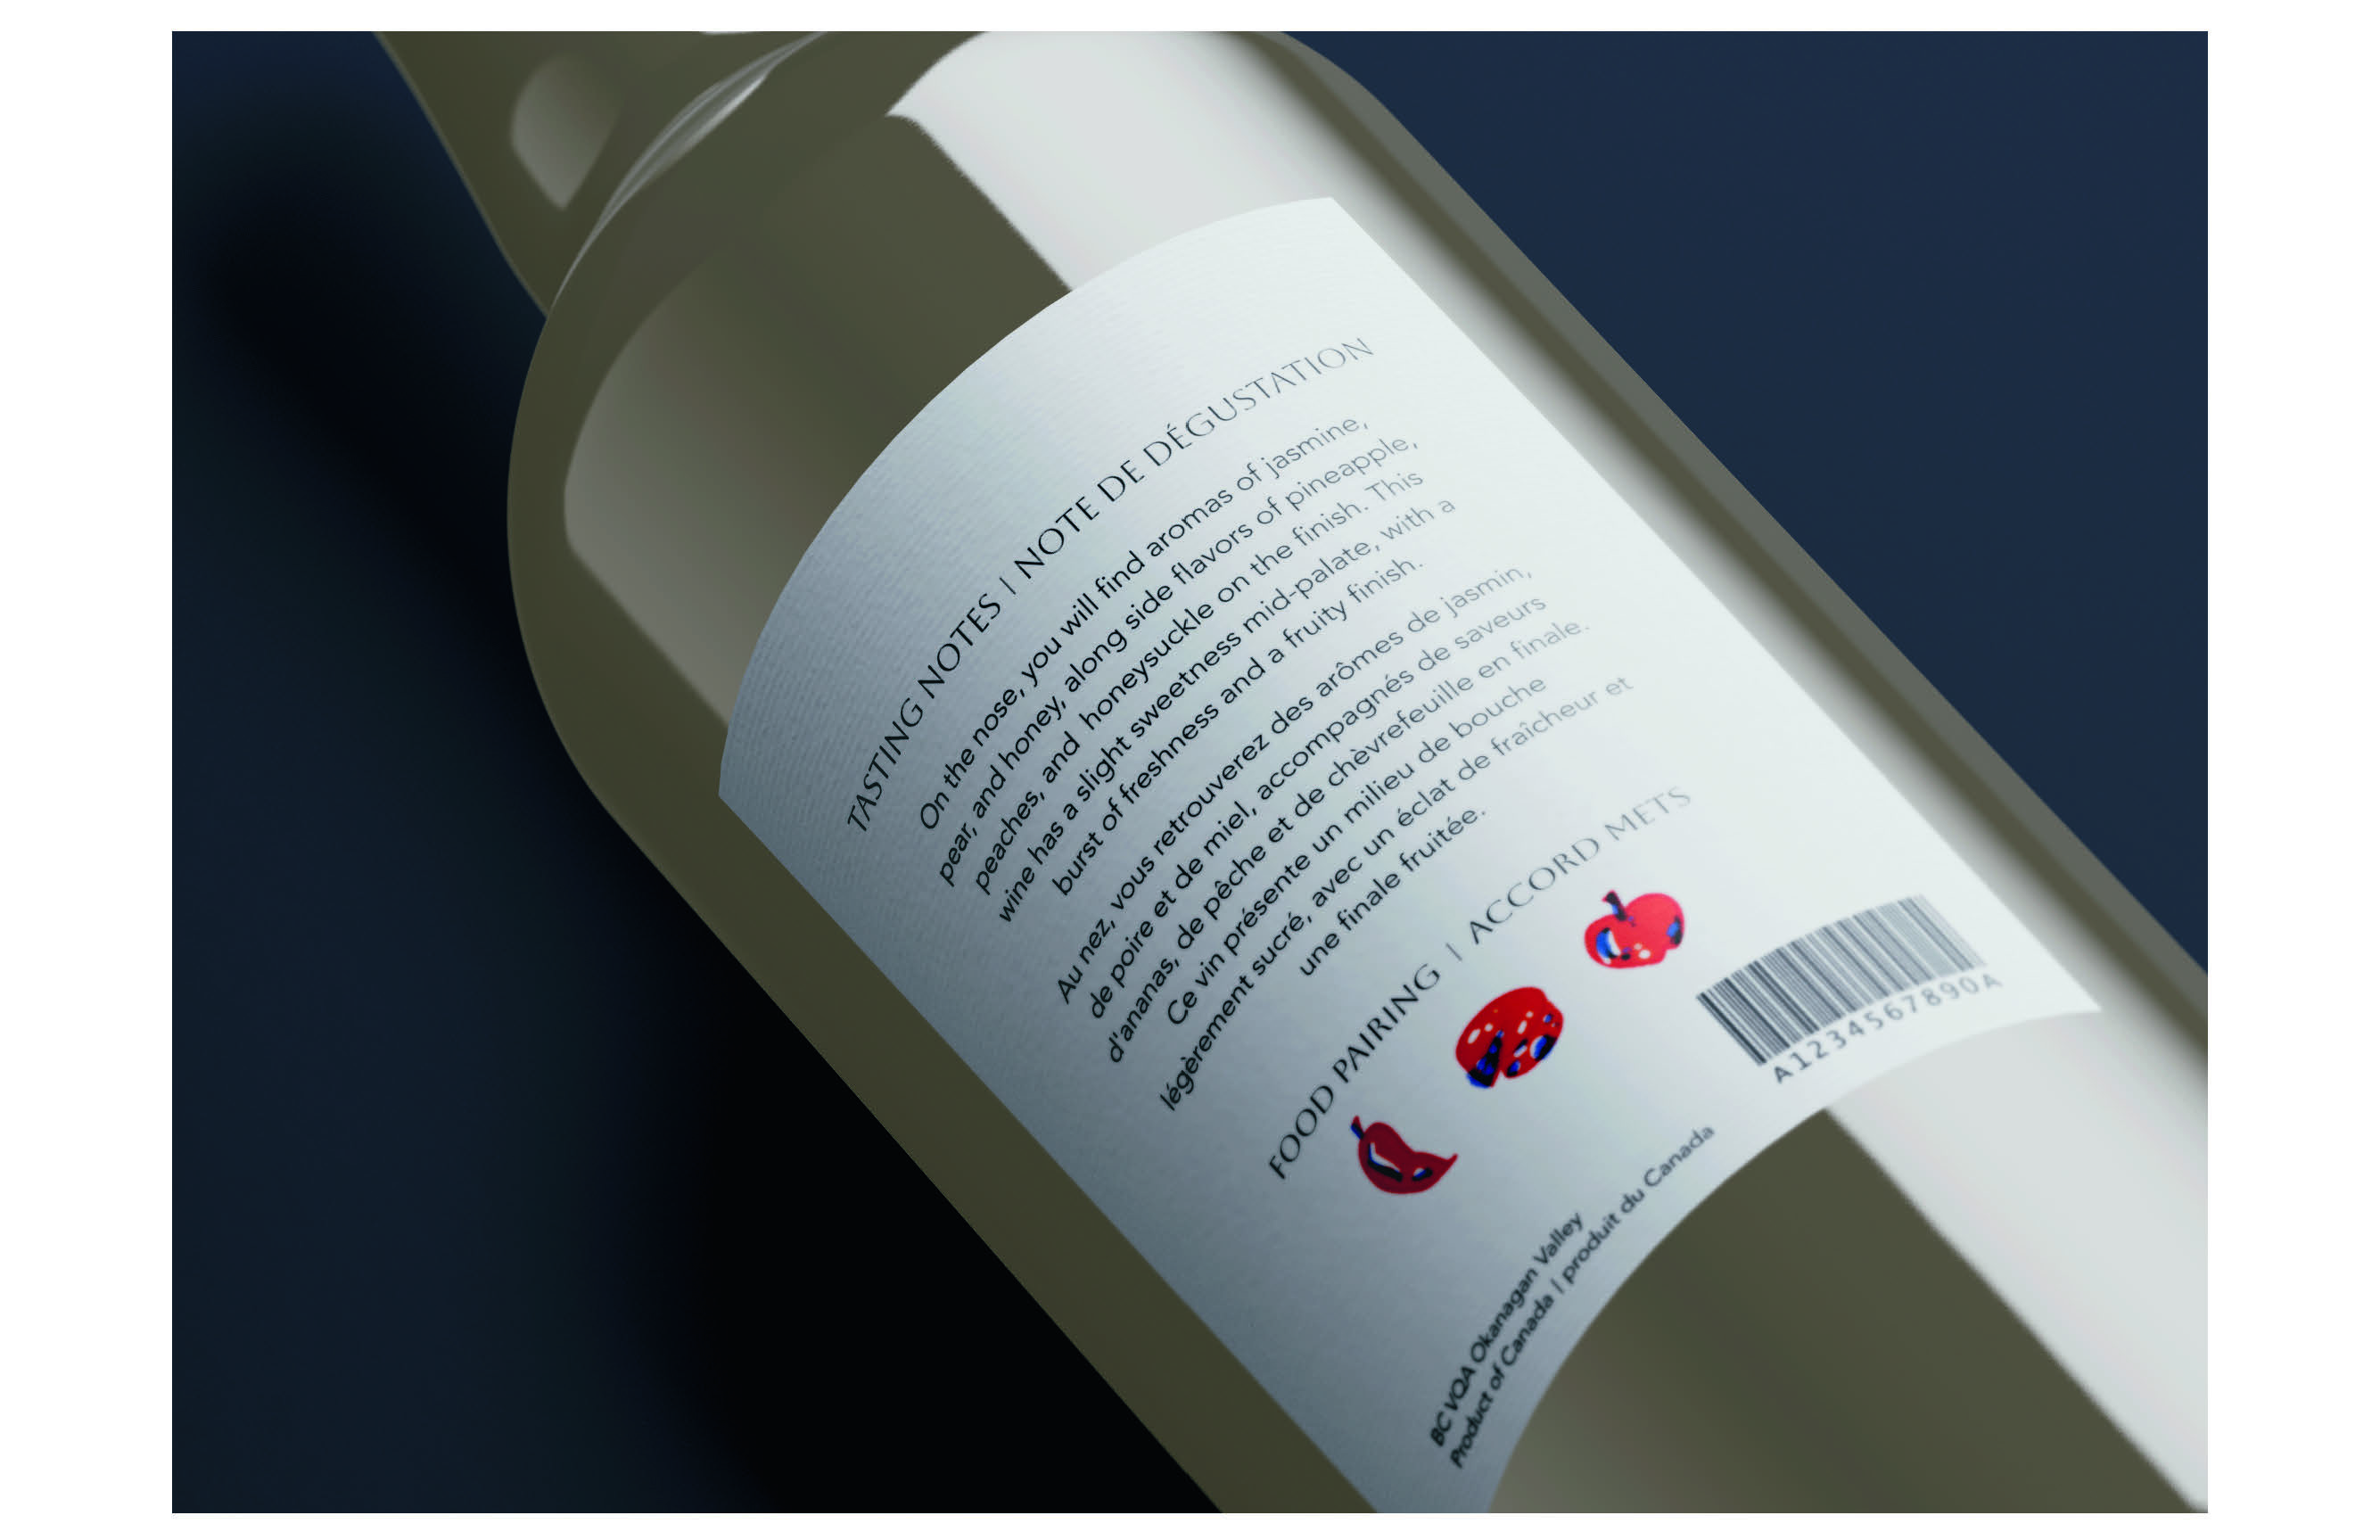 TASTING NOTES | NOTE DE DÉGUSTATION
On the nose, you will find aromas of jasmine,
pear, and honey, along side flavors of pineapple,
peaches, and honeysuckle on the finish. This
wine has a slight sweetness mid-palate, with a
burst of freshness and a fruity finish.
Au nez, vous retrouverez des arômes de jasmin,
de poire et de miel, accompagnés de saveurs
d'ananas, de pêche et de chèvrefeuille en finale.
Ce vin présente un milieu de bouche
légèrement sucré, avec un éclat de fraîcheur et
une finale fruitée.
FOOD PAIRING | ACCORD METS
A1234567890A
BC VQA Okanagan Valley
Product of Canada | produit du Canada